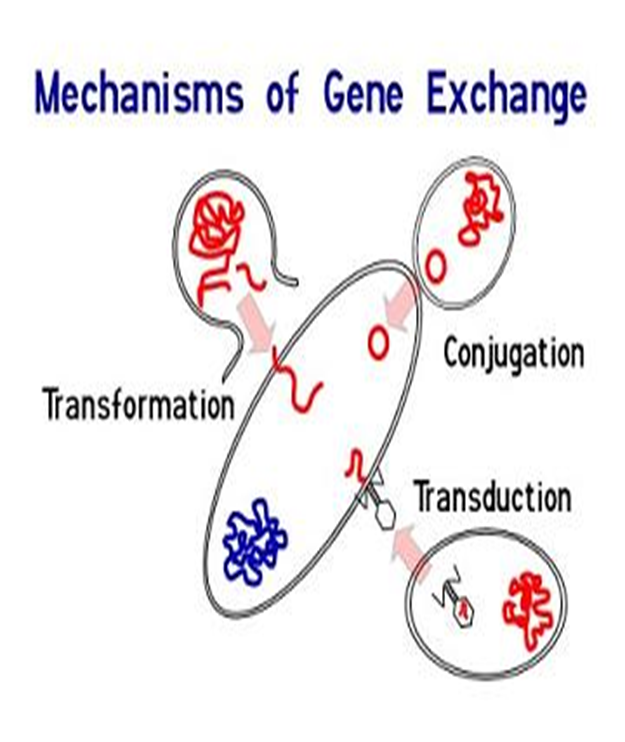 Mechanisms of Gene Exchange
Conjugation
Transformation
Transduction